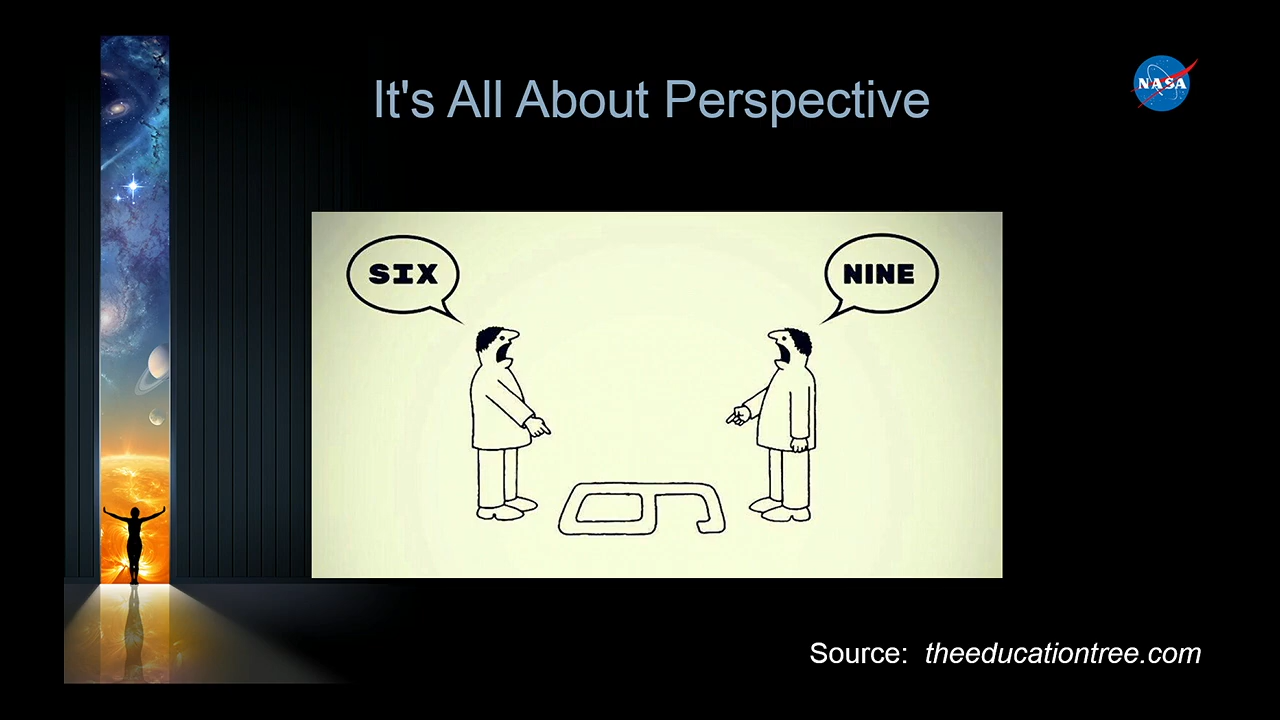 It's All About Perspective
NASA
SIX
NINE
Source: theeducationtree.com